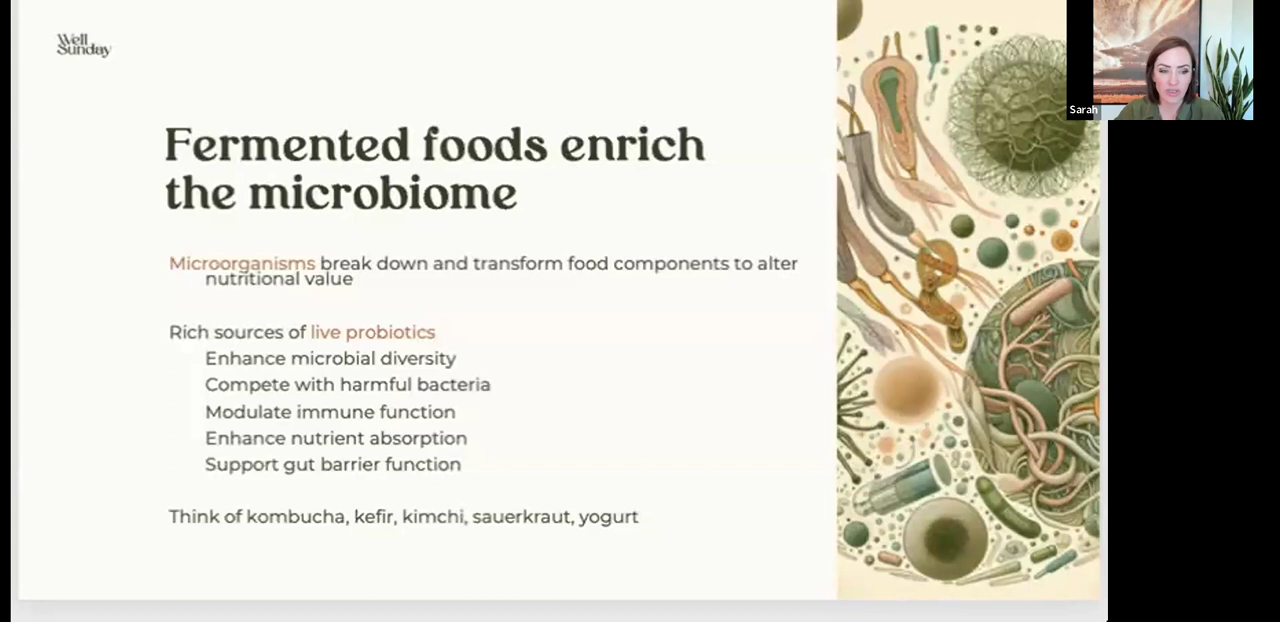 Well
Sunday
Sarah
Fermented foods enrich
the microbiome
Microorganisms break down and transform food components to alter
nutritional value
Rich sources of live probiotics
Enhance microbial diversity
Compete with harmful bacteria
Modulate immune function
Enhance nutrient absorption
Support gut barrier function
Think of kombucha, kefir, kimchi, sauerkraut, yogurt